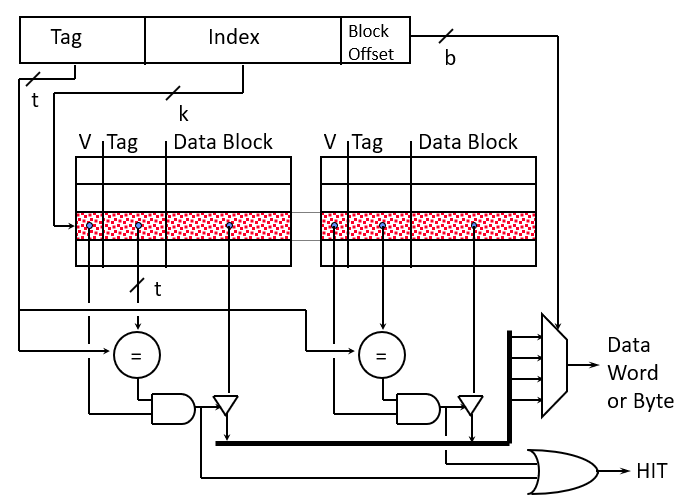 Tag Index Block
Offset
b
t
k
V Tag Data Block V Tag Data Block
t
= =
Data
Word
or Byte
HIT